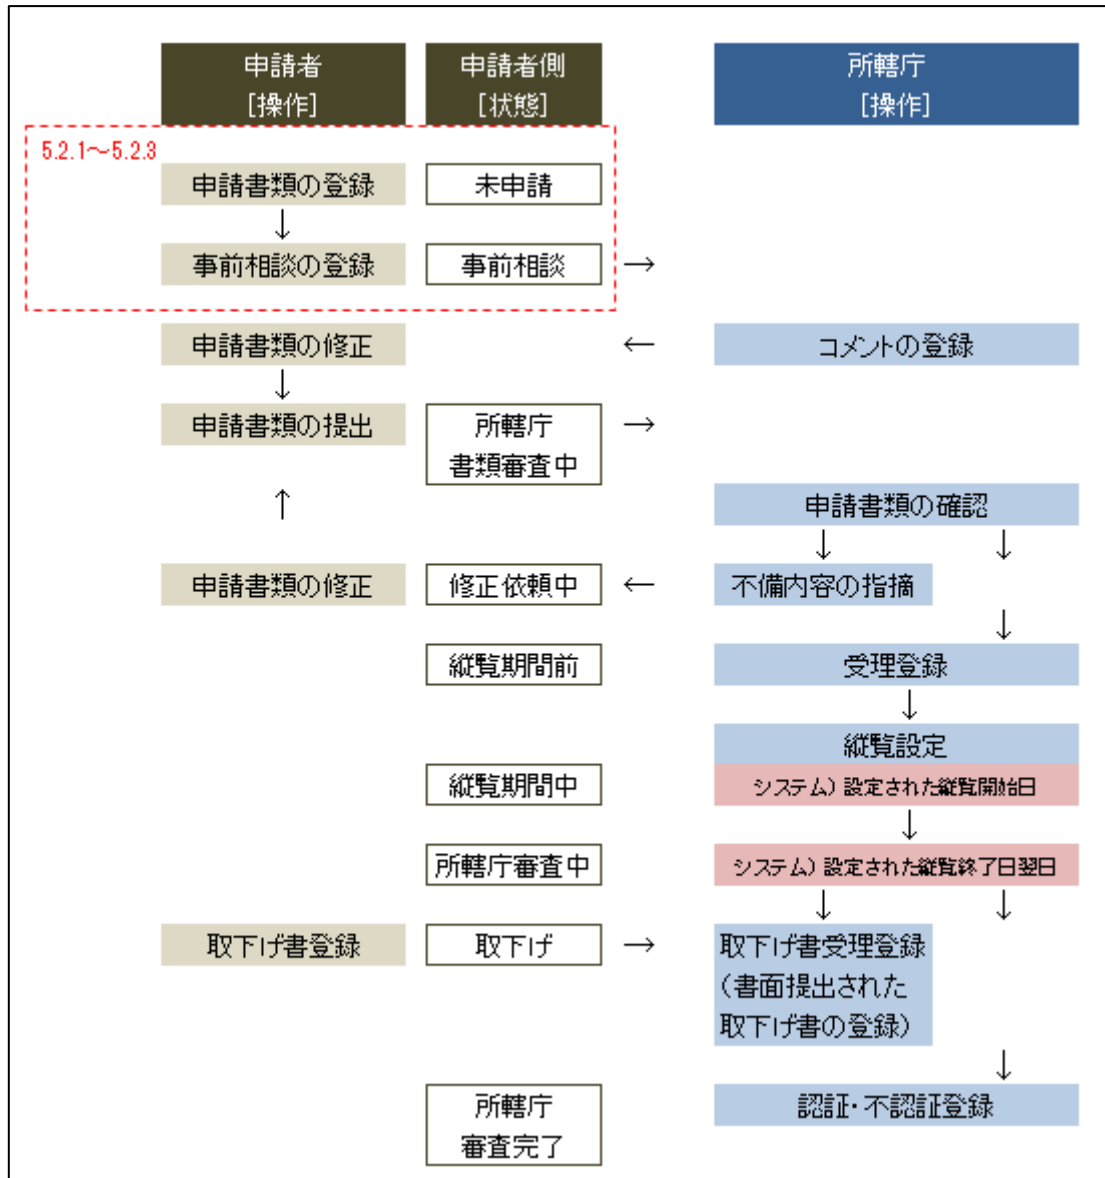 申請者
[操作]
申請者側
[状態]
所轄庁
[操作]
5.2.1～5.2.3
申請書類の登録
未申請
↓
事前相談の登録
事前相談
→
申請書類の修正
←
コメントの登録
↓
申請書類の提出
所轄庁
書類審査中
→
↑
申請書類の確認
↓ ↓
申請書類の修正
修正依頼中
←
不備内容の指摘
↓
縦覧期間前
受理登録
↓
縦覧設定
縦覧期間中
システム）設定された縦覧開始日
↓
所轄庁審査中
システム）設定された縦覧終了日翌日
↓ ↓
取下げ書登録
取下げ
→
取下げ書受理登録
（書面提出された
取下げ書の登録）
↓
所轄庁
審査完了
認証・不認証登録